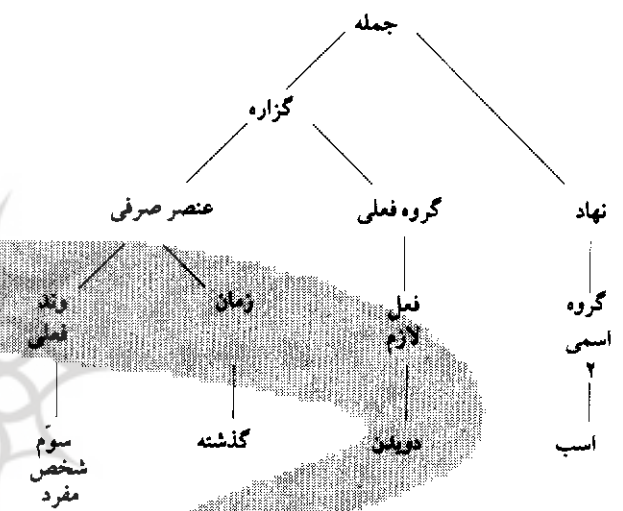 جمله
گزاره
نهاد گروه فعلی عنصر صرفی
گروه فعل زمان وند
اسمی لازم فعلی
۲
اسب دویدن گذشته سوّم
شخص
مفرد